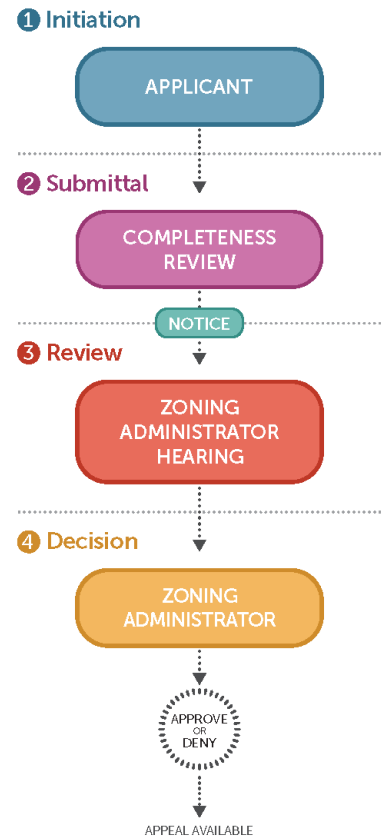 1 Initiation
APPLICANT
2 Submittal
COMPLETENESS
REVIEW
NOTICE
3 Review
ZONING
ADMINISTRATOR
HEARING
4 Decision
ZONING
ADMINISTRATOR
APPROVE
OR
DENY
APPEAL AVAILABLE